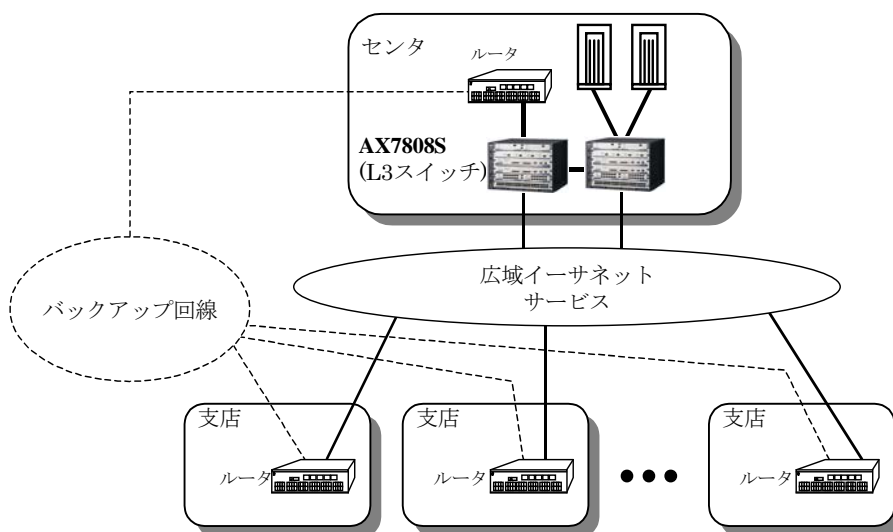 センタ
ルータ
AX7808S
(L3スイッチ)
広域イーサネット
サービス
バックアップ回線
支店
支店
支店
ルータ
ルータ
ルータ